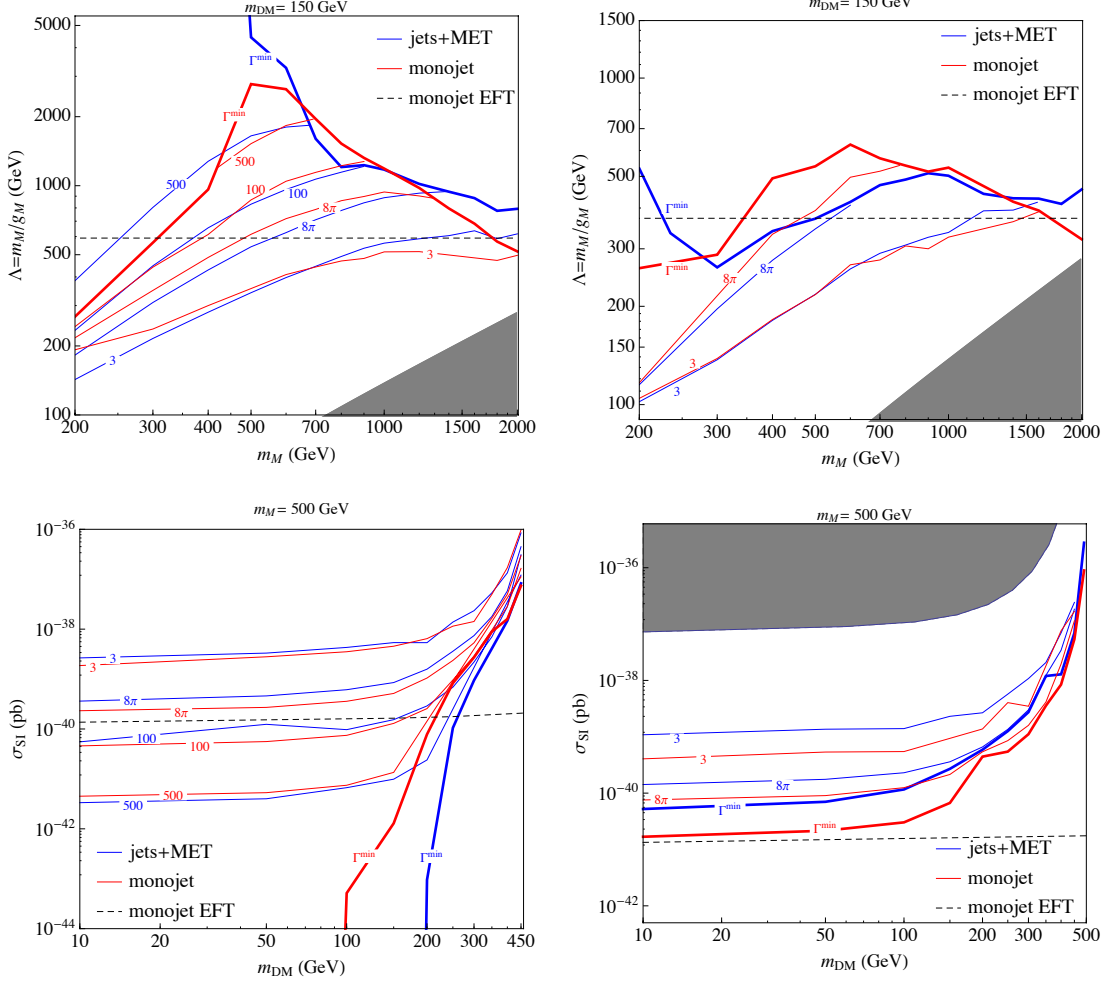 m_DM = 150 GeV
5000
2000
1000
500
200
100
Λ=m_M/g_M (GeV)
jets+MET
monojet
monojet EFT
Γ^min
Γ^min
500
500
100
100
8π
8π
3
3
200
300
400
500
700
1000
1500
2000
m_M (GeV)
m_DM = 150 GeV
1500
1000
700
500
300
200
150
100
Λ=m_M/g_M (GeV)
jets+MET
monojet
monojet EFT
Γ^min
Γ^min
8π
8π
3
3
200
300
400
500
700
1000
1500
2000
m_M (GeV)
m_M = 500 GeV
10^-36
10^-38
10^-40
10^-42
10^-44
σ_SI (pb)
3
3
8π
8π
100
100
500
500
Γ^min
Γ^min
jets+MET
monojet
monojet EFT
10
20
50
100
200
300
450
m_DM (GeV)
m_M = 500 GeV
10^-36
10^-38
10^-40
10^-42
σ_SI (pb)
3
3
8π
8π
Γ^min
Γ^min
jets+MET
monojet
monojet EFT
10
20
50
100
200
300
500
m_DM (GeV)